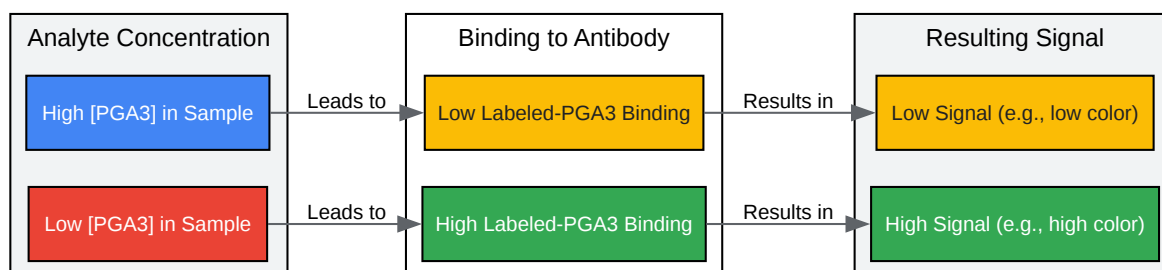 Analyte Concentration
Binding to Antibody
Resulting Signal
High [PGA3] in Sample
Leads to
Low Labeled-PGA3 Binding
Results in
Low Signal (e.g., low color)
Low [PGA3] in Sample
Leads to
High Labeled-PGA3 Binding
Results in
High Signal (e.g., high color)